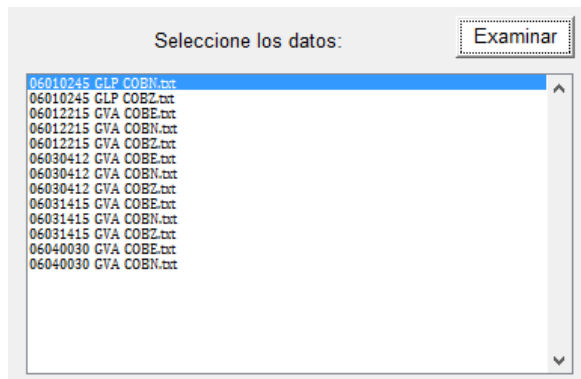 Seleccione los datos:
Examinar
06010245 GLP COBN.txt
06010245 GLP COBZ.txt
06012215 GVA COBE.txt
06012215 GVA COBN.txt
06012215 GVA COBZ.txt
06030412 GVA COBE.txt
06030412 GVA COBN.txt
06030412 GVA COBZ.txt
06031415 GVA COBE.txt
06031415 GVA COBN.txt
06031415 GVA COBZ.txt
06040030 GVA COBE.txt
06040030 GVA COBN.txt